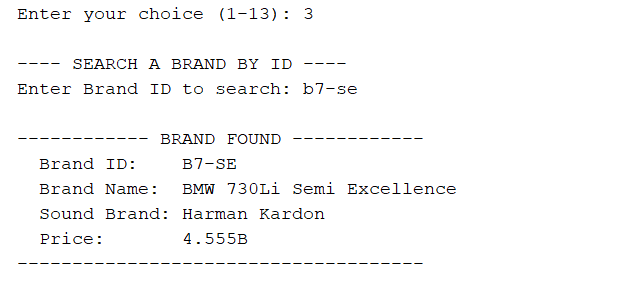 Enter your choice (1-13): 3
---- SEARCH A BRAND BY ID ----
Enter Brand ID to search: b7-se
------------ BRAND FOUND ------------
Brand ID: B7-SE
Brand Name: BMW 730Li Semi Excellence
Sound Brand: Harman Kardon
Price: 4.555B
-------------------------------------